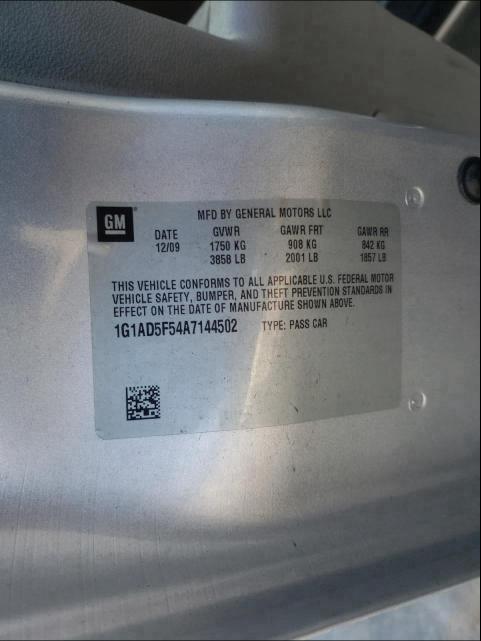 GM
MFD BY GENERAL MOTORS LLC
DATE GVWR GAWR FRT GAWR RR
12/09 1750 KG 908 KG 842 KG
3858 LB 2001 LB 1857 LB
THIS VEHICLE CONFORMS TO ALL APPLICABLE U.S. FEDERAL MOTOR
VEHICLE SAFETY, BUMPER, AND THEFT PREVENTION STANDARDS IN
EFFECT ON THE DATE OF MANUFACTURE SHOWN ABOVE.
1G1AD5F54A7144502 TYPE: PASS CAR